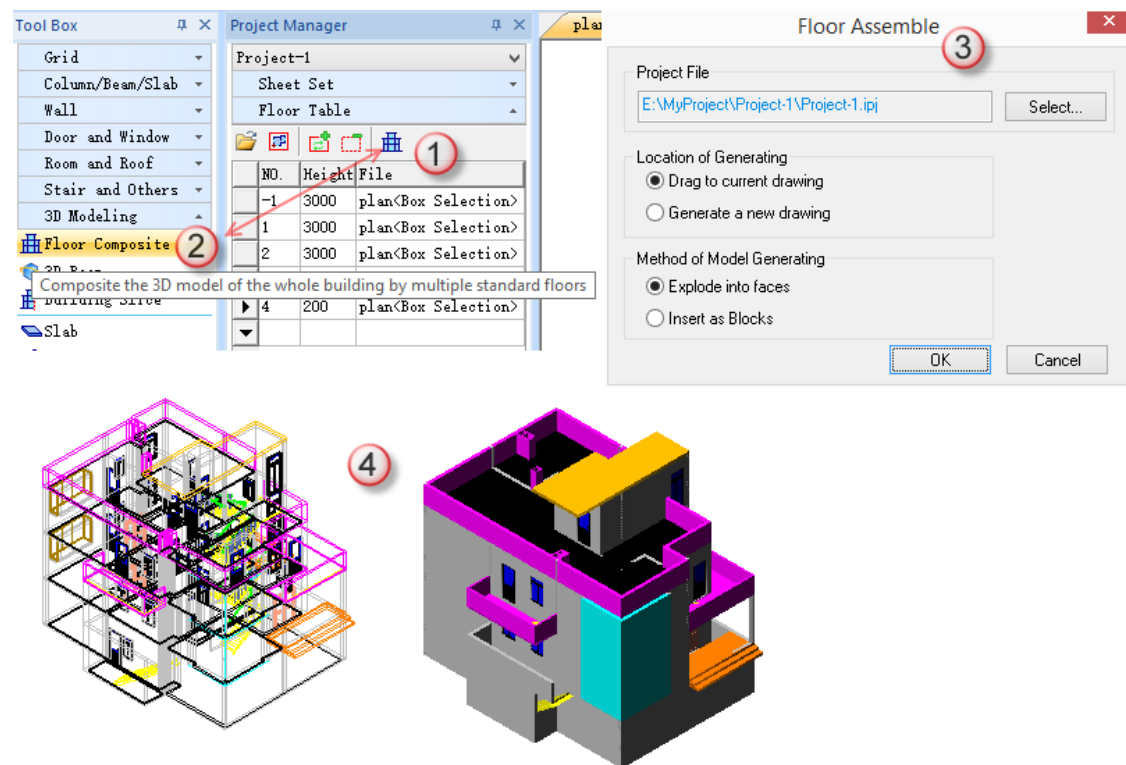 Tool Box
Grid
Column/Beam/Slab
Wall
Door and Window
Room and Roof
Stair and Others
3D Modeling
Floor Composite
2
Composite the 3D model of the whole building by multiple standard floors
Building Slice
Slab
Project Manager
Project-1
Sheet Set
Floor Table
1
NO. Height File
-1 3000 plan<Box Selection>
1 3000 plan<Box Selection>
2 3000 plan<Box Selection>
4 200 plan<Box Selection>
Floor Assemble
3
Project File
E:\MyProject\Project-1\Project-1.ipj Select...
Location of Generating
Drag to current drawing
Generate a new drawing
Method of Model Generating
Explode into faces
Insert as Blocks
OK Cancel
4